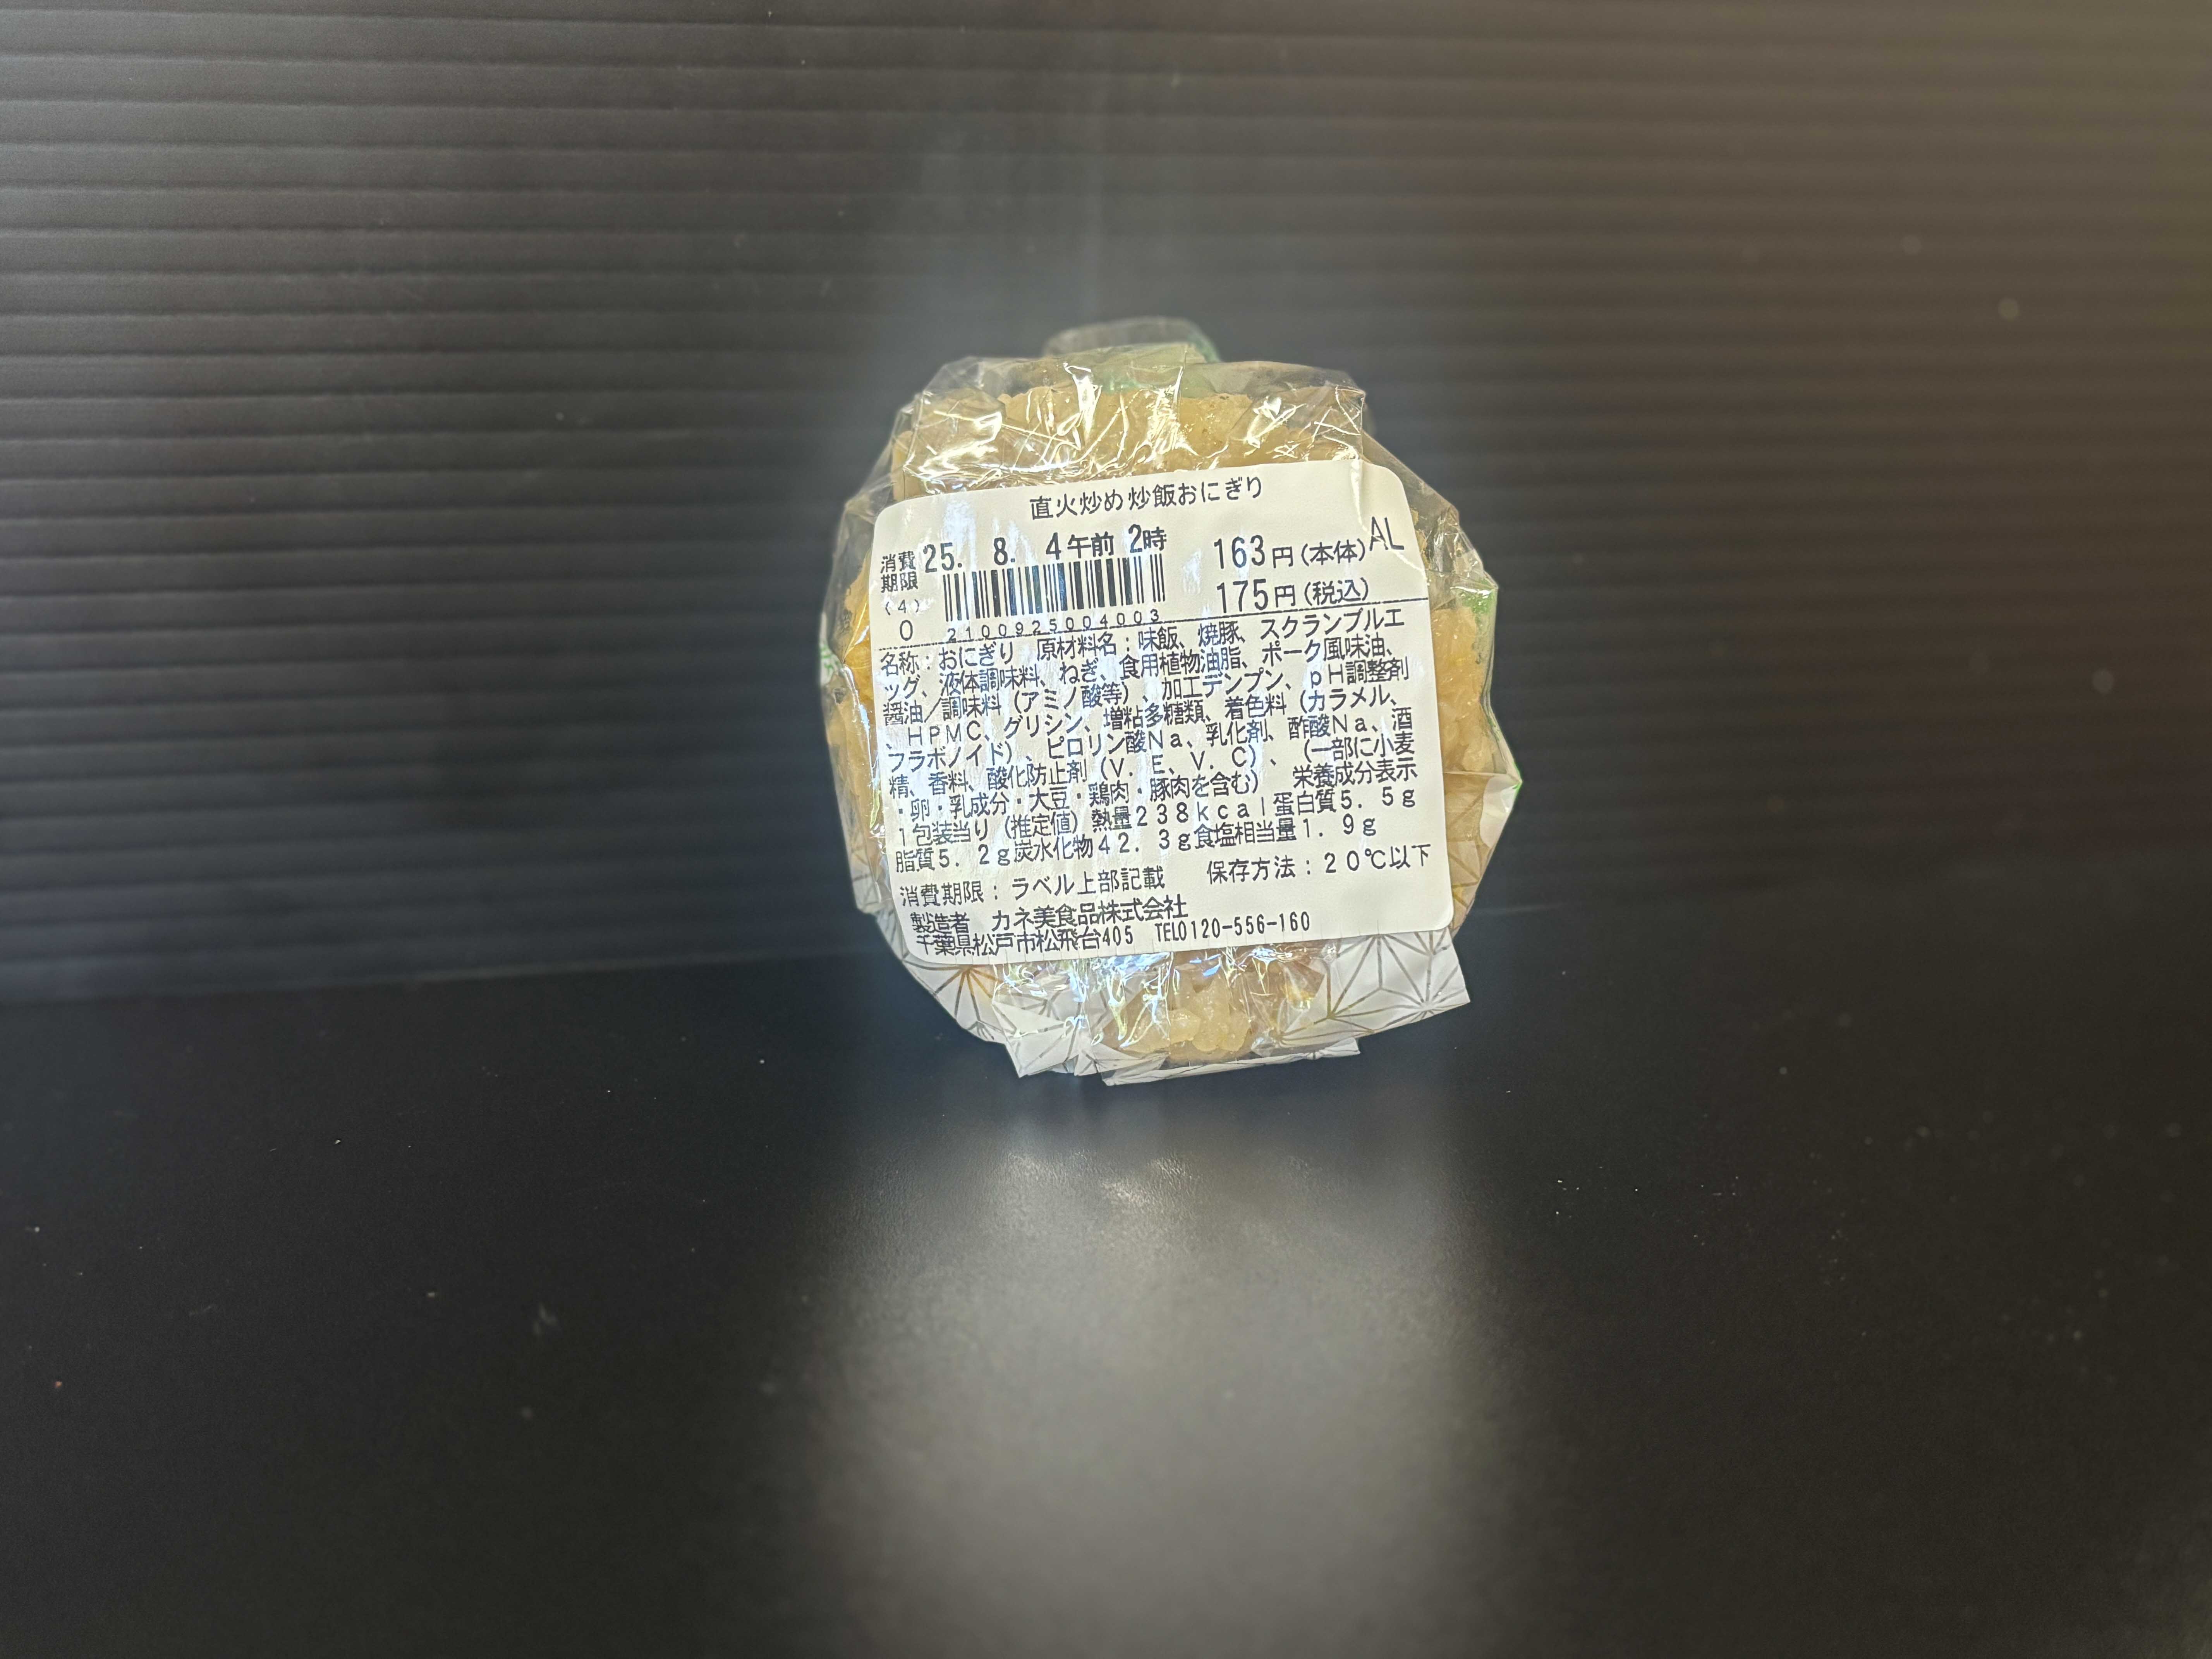 直火炒め炒飯おにぎり
消費期限 25. 8. 4午前 2時
163円(本体) AL
(4)
175円(税込)
O
2100925004003
名称:おにぎり 原材料名:味飯、焼豚、スクランブルエ
ッグ、液体調味料、ねぎ、食用植物油脂、ポーク風味油、
醤油/調味料(アミノ酸等)、加工デンプン、pH調整剤
、HPMC、グリシン、増粘多糖類、着色料(カラメル、
フラボノイド)、ピロリン酸Na、乳化剤、酢酸Na、酒
精、香料、酸化防止剤(V.E、V.C)、(一部に小麦
・卵・乳成分・大豆・鶏肉・豚肉を含む) 栄養成分表示
1包装当り(推定値)熱量238kcal蛋白質5.5g
脂質5.2g炭水化物42.3g食塩相当量1.9g
消費期限:ラベル上部記載 保存方法:20℃以下
製造者 カネ美食品株式会社
千葉県松戸市松飛台405 TEL0120-556-160